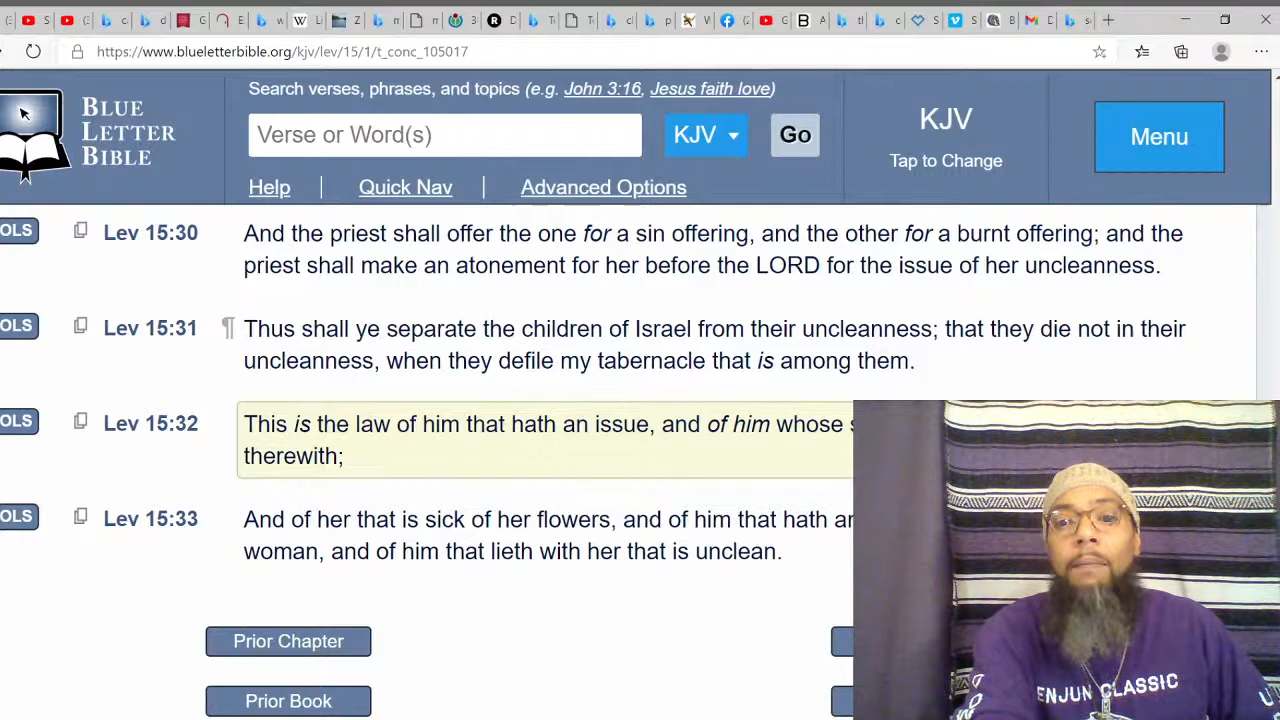 https://www.blueletterbible.org/kjv/lev/15/1/t_conc_105017
BLUE
LETTER
BIBLE
Search verses, phrases, and topics (e.g. John 3:16, Jesus faith love)
Verse or Word(s)
KJV
Go
Help | Quick Nav | Advanced Options
KJV
Tap to Change
Menu
OLS Lev 15:30 And the priest shall offer the one for a sin offering, and the other for a burnt offering; and the
priest shall make an atonement for her before the LORD for the issue of her uncleanness.
OLS Lev 15:31 ¶ Thus shall ye separate the children of Israel from their uncleanness; that they die not in their
uncleanness, when they defile my tabernacle that is among them.
OLS Lev 15:32 This is the law of him that hath an issue, and of him whose s
therewith;
OLS Lev 15:33 And of her that is sick of her flowers, and of him that hath an
woman, and of him that lieth with her that is unclean.
Prior Chapter
Prior Book
ENJUN CLASSIC